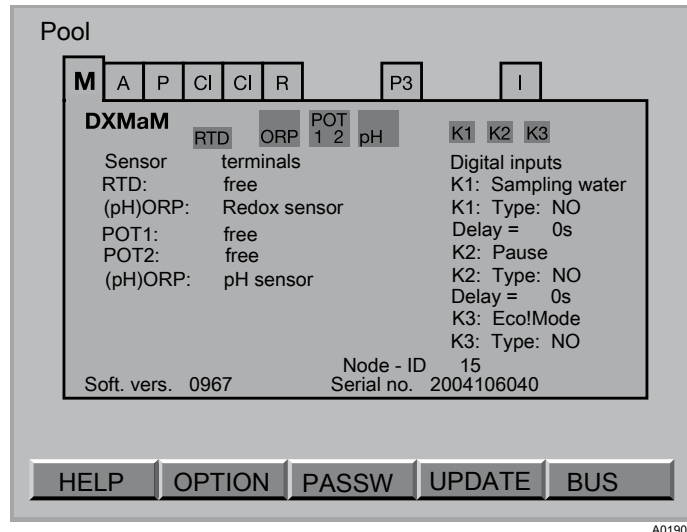 Pool
M A P Cl Cl R P3 I
DXMaM RTD ORP POT 1 2 pH K1 K2 K3
Sensor terminals
RTD: free
(pH)ORP: Redox sensor
POT1: free
POT2: free
(pH)ORP: pH sensor
Digital inputs
K1: Sampling water
K1: Type: NO
Delay = 0s
K2: Pause
K2: Type: NO
Delay = 0s
K3: Eco!Mode
K3: Type: NO
Node - ID 15
Soft. vers. 0967 Serial no. 2004106040
HELP OPTION PASSW UPDATE BUS
A0190